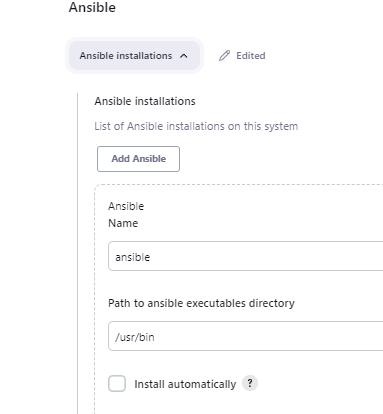 Ansible
Ansible installations
Edited
Ansible installations
List of Ansible installations on this system
Add Ansible
Ansible
Name
ansible
Path to ansible executables directory
/usr/bin
Install automatically ?